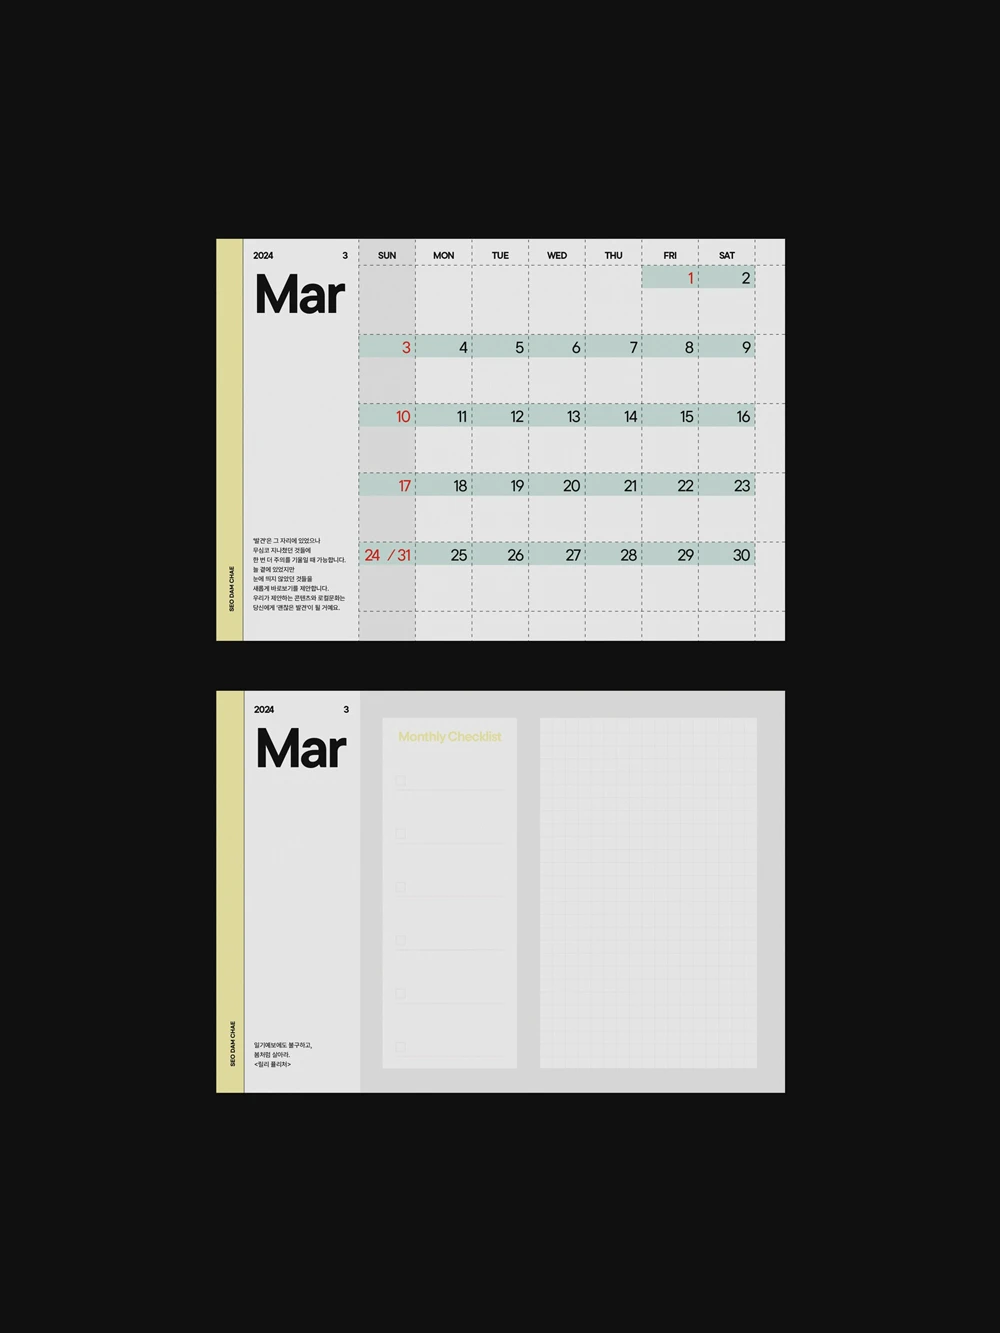 2024 3
Mar
SUN MON TUE WED THU FRI SAT
1 2
3 4 5 6 7 8 9
10 11 12 13 14 15 16
17 18 19 20 21 22 23
24 / 31 25 26 27 28 29 30
'발견'은 그 자리에 있었으나
무심코 지나쳤던 것들에
한 번 더 주의를 기울일 때 가능합니다.
늘 곁에 있었지만
눈에 띄지 않았던 것들을
새롭게 바로보기를 제안합니다.
우리가 제안하는 콘텐츠와 로컬문화는
당신에게 '괜찮은 발견'이 될 거예요.
SEO DAM CHAE
2024 3
Mar
Monthly Checklist
일기예보에도 불구하고,
봄처럼 살아라.
<릴리 퓰리처>
SEO DAM CHAE